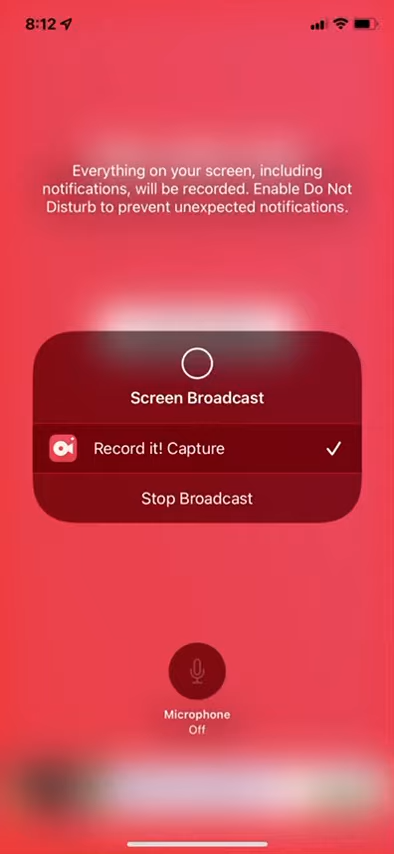 8:12
Everything on your screen, including
notifications, will be recorded. Enable Do Not
Disturb to prevent unexpected notifications.
Screen Broadcast
Record it! Capture
Stop Broadcast
Microphone
Off